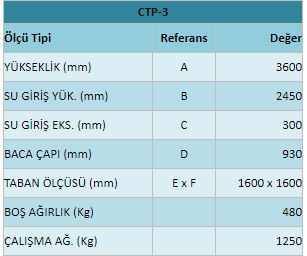 CTP-3
Ölçü Tipi Referans Değer
YÜKSEKLİK (mm) A 3600
SU GİRİŞ YÜK. (mm) B 2450
SU GİRİŞ EKS. (mm) C 300
BACA ÇAPI (mm) D 930
TABAN ÖLÇÜSÜ (mm) E x F 1600 x 1600
BOŞ AĞIRLIK (Kg) 480
ÇALIŞMA AĞ. (Kg) 1250